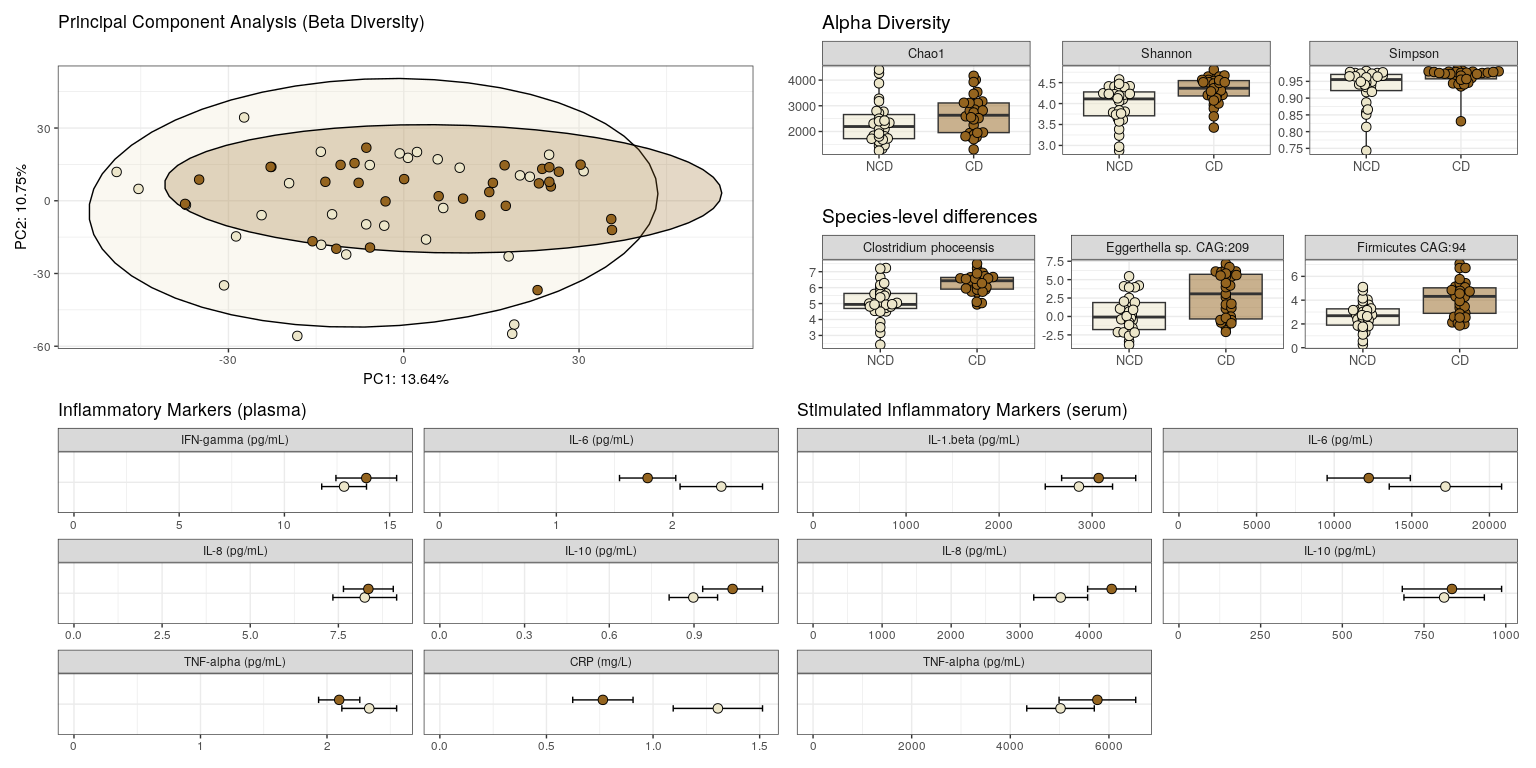 Principal Component Analysis (Beta Diversity)
PC2: 10.75%
30
0
-30
-60
-30
0
30
PC1: 13.64%
Alpha Diversity
Chao1
4000
3000
2000
NCD
CD
Shannon
4.5
4.0
3.5
3.0
NCD
CD
Simpson
0.95
0.90
0.85
0.80
0.75
NCD
CD
Species-level differences
Clostridium phoceensis
7
6
5
4
3
NCD
CD
Eggerthella sp. CAG:209
7.5
5.0
2.5
0.0
-2.5
NCD
CD
Firmicutes CAG:94
6
4
2
0
NCD
CD
Inflammatory Markers (plasma)
IFN-gamma (pg/mL)
0 5 10 15
IL-6 (pg/mL)
0 1 2
IL-8 (pg/mL)
0.0 2.5 5.0 7.5
IL-10 (pg/mL)
0.0 0.3 0.6 0.9
TNF-alpha (pg/mL)
0 1 2
CRP (mg/L)
0.0 0.5 1.0 1.5
Stimulated Inflammatory Markers (serum)
IL-1.beta (pg/mL)
0 1000 2000 3000
IL-6 (pg/mL)
0 5000 10000 15000 20000
IL-8 (pg/mL)
0 1000 2000 3000 4000
IL-10 (pg/mL)
0 250 500 750 1000
TNF-alpha (pg/mL)
0 2000 4000 6000